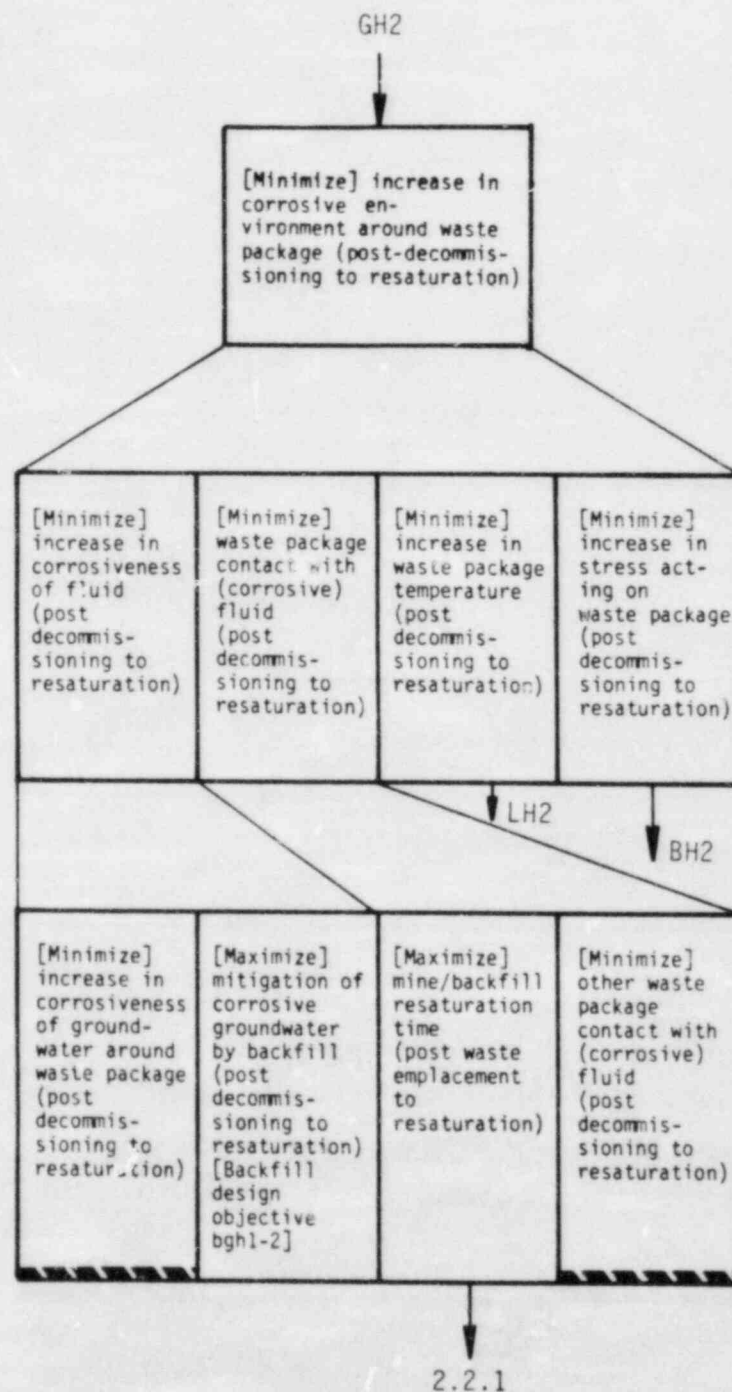 GH2
[Minimize] increase in
corrosive en-
vironment around waste
package (post-decommis-
sioning to resaturation)
[Minimize]
increase in
corrosiveness
of fluid
(post
decommis-
sioning to
resaturation)
[Minimize]
waste package
contact with
(corrosive)
fluid
(post
decommis-
sioning to
resaturation)
[Minimize]
increase in
waste package
temperature
(post
decommis-
sioning to
resaturation)
[Minimize]
increase in
stress act-
ing on
waste package
(post
decommis-
sioning to
resaturation)
LH2
BH2
[Minimize]
increase in
corrosiveness
of ground-
water around
waste package
(post
decommis-
sioning to
resaturation)
[Maximize]
mitigation of
corrosive
groundwater
by backfill
(post
decommis-
sioning to
resaturation)
[Backfill
design
objective
bgh1-2]
[Maximize]
mine/backfill
resaturation
time
(post waste
emplacement
to
resaturation)
[Minimize]
other waste
package
contact with
(corrosive)
fluid
(post
decommis-
sioning to
resaturation)
2.2.1